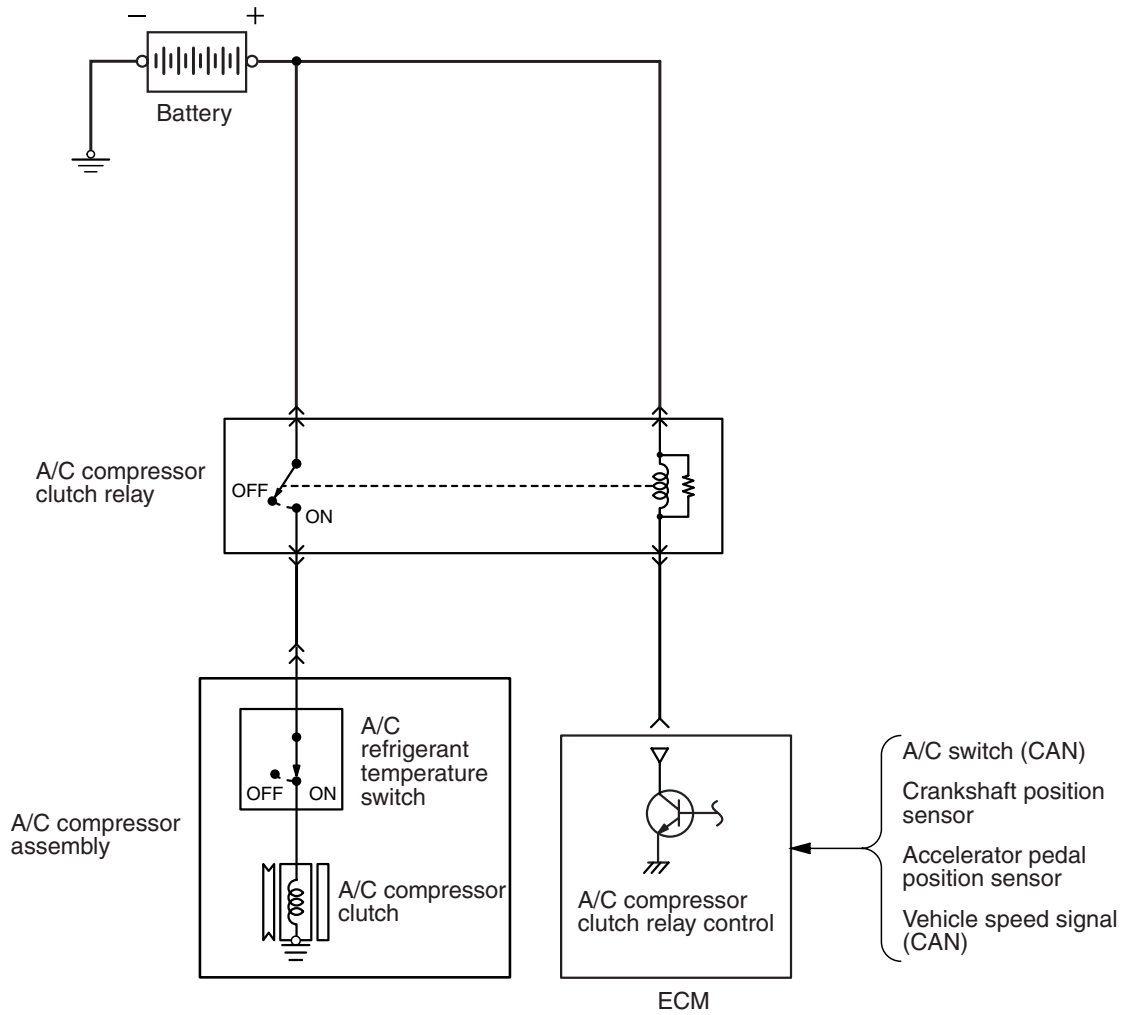 − +
Battery
A/C compressor
clutch relay
OFF
ON
A/C
refrigerant
temperature
switch
OFF ON
A/C compressor
assembly
A/C compressor
clutch
A/C compressor
clutch relay control
ECM
A/C switch (CAN)
Crankshaft position
sensor
Accelerator pedal
position sensor
Vehicle speed signal
(CAN)